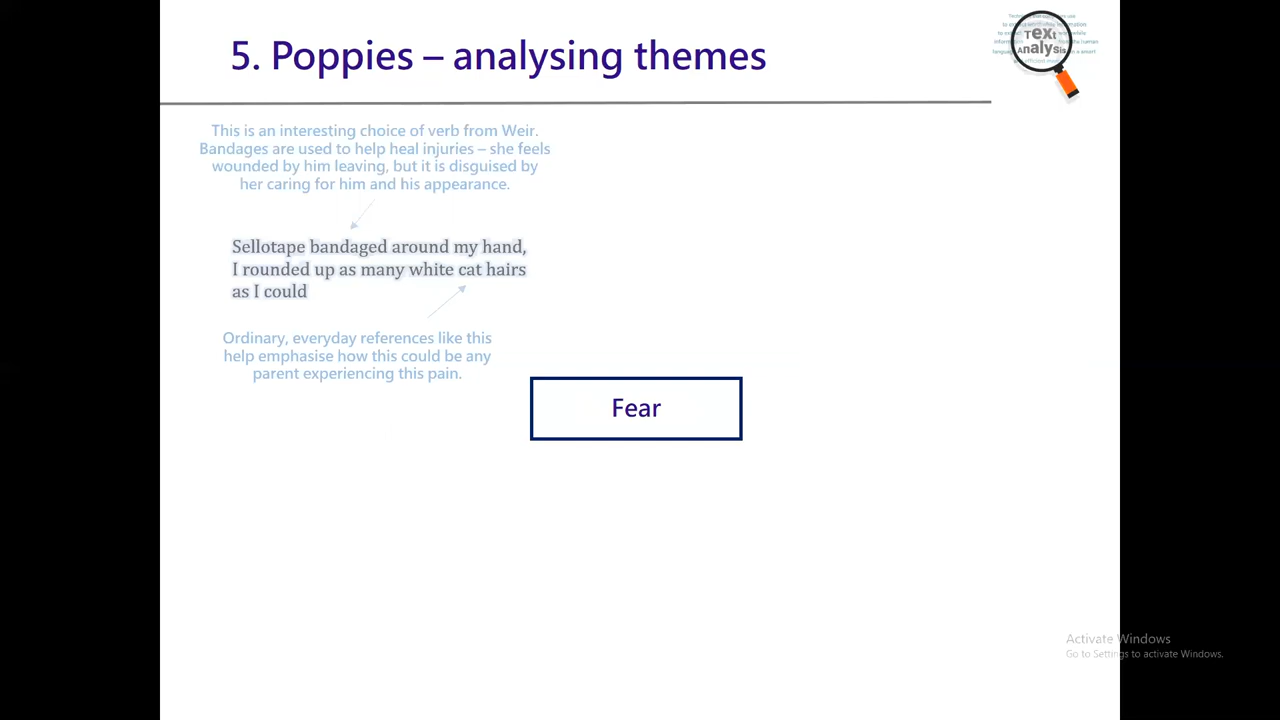 5. Poppies – analysing themes
Text
Analysis
This is an interesting choice of verb from Weir.
Bandages are used to help heal injuries – she feels
wounded by him leaving, but it is disguised by
her caring for him and his appearance.
Sellotape bandaged around my hand,
I rounded up as many white cat hairs
as I could
Ordinary, everyday references like this
help emphasise how this could be any
parent experiencing this pain.
Fear
Activate Windows
Go to Settings to activate Windows.